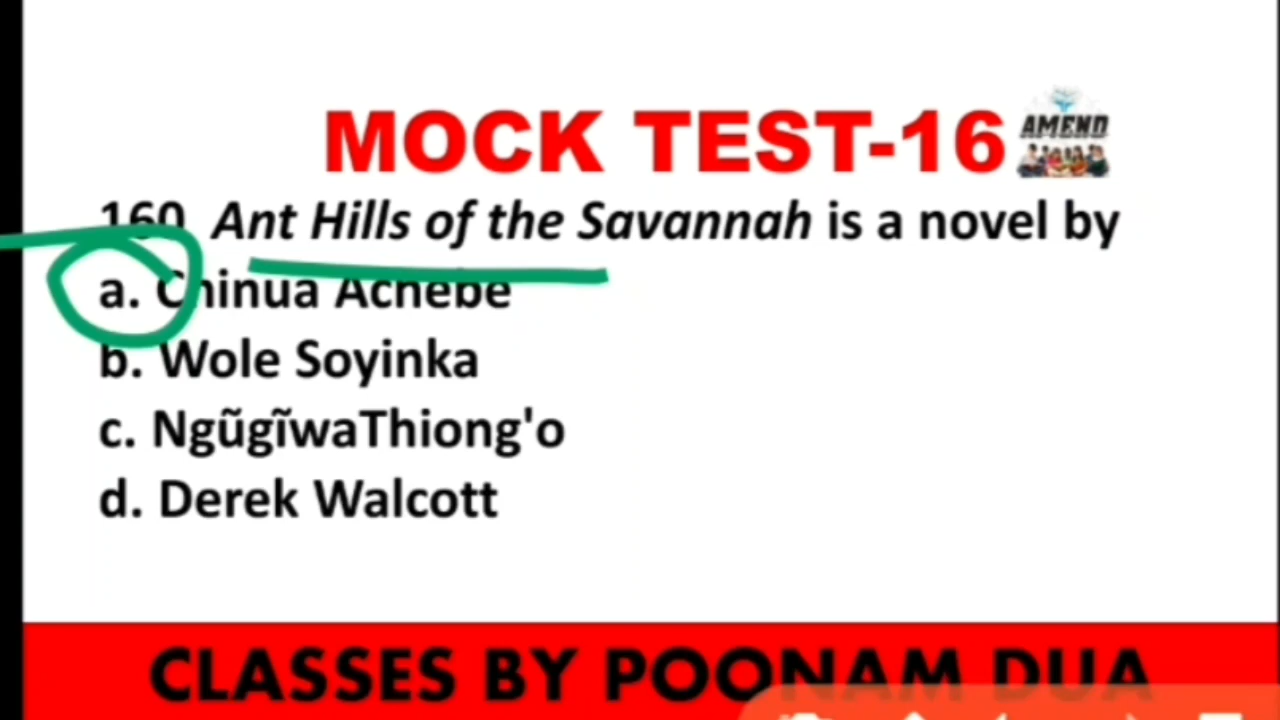 MOCK TEST-16
AMEND
160. Ant Hills of the Savannah is a novel by
a. Chinua Achebe
b. Wole Soyinka
c. NgũgĩwaThiong'o
d. Derek Walcott
CLASSES BY POONAM DUA